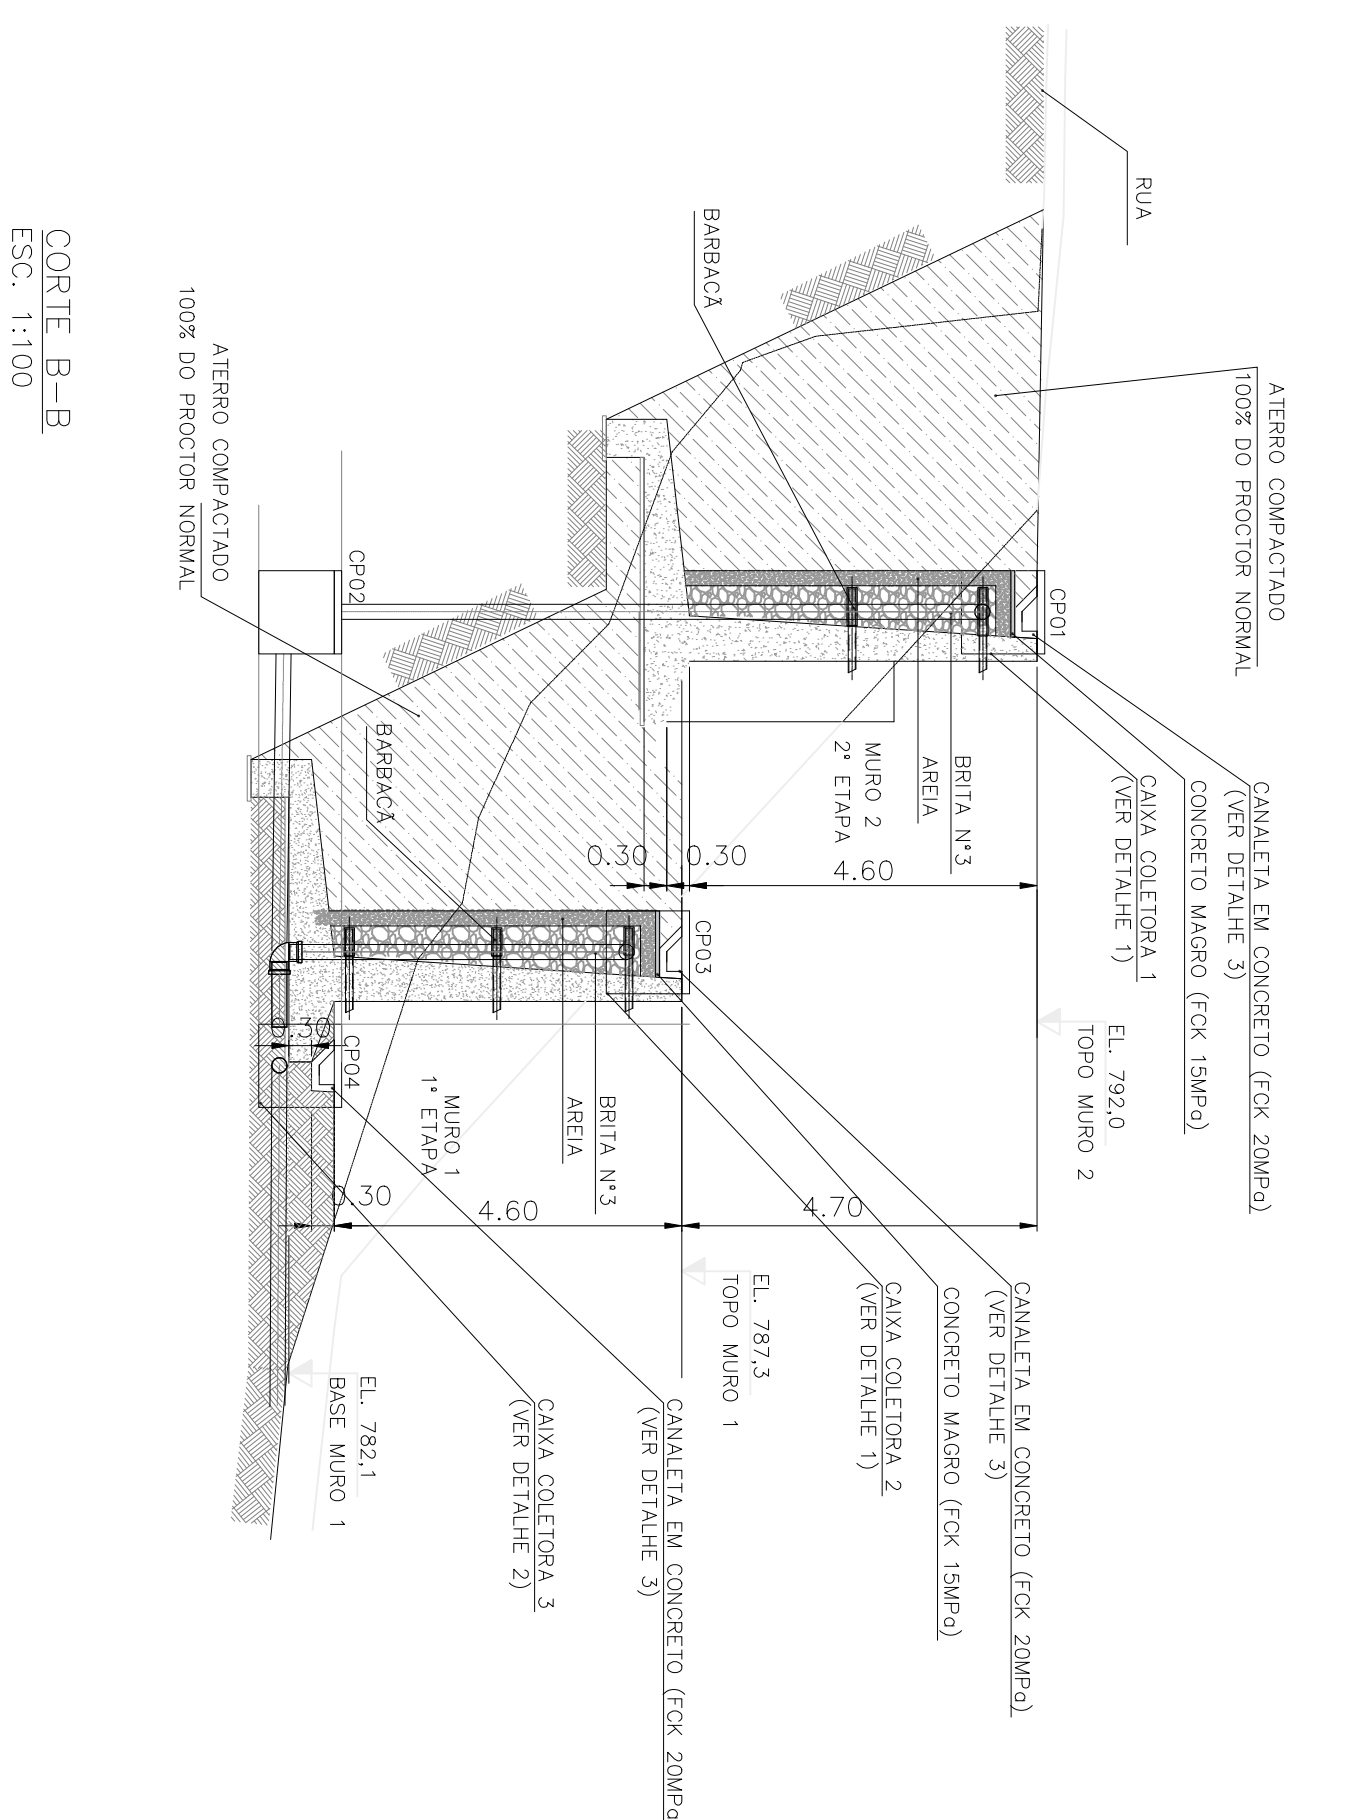 RUA
ATERRO COMPACTADO
100% DO PROCTOR NORMAL
BARBACÃ
CP01
CANALETA EM CONCRETO (FCK 20MPa)
(VER DETALHE 3)
CONCRETO MAGRO (FCK 15MPa)
CAIXA COLETORA 1
(VER DETALHE 1)
BRITA N°3
AREIA
MURO 2
2° ETAPA
4.60
0.30
0.30
EL. 792,0
TOPO MURO 2
CP02
ATERRO COMPACTADO
100% DO PROCTOR NORMAL
BARBACÃ
CP03
CANALETA EM CONCRETO (FCK 20MPa)
(VER DETALHE 3)
CONCRETO MAGRO (FCK 15MPa)
CAIXA COLETORA 2
(VER DETALHE 1)
4.70
EL. 787,3
TOPO MURO 1
BRITA N°3
AREIA
MURO 1
1° ETAPA
4.60
0.30
CP04
0.30
CANALETA EM CONCRETO (FCK 20MPa
(VER DETALHE 3)
CAIXA COLETORA 3
(VER DETALHE 2)
EL. 782,1
BASE MURO 1
CORTE B-B
ESC. 1:100